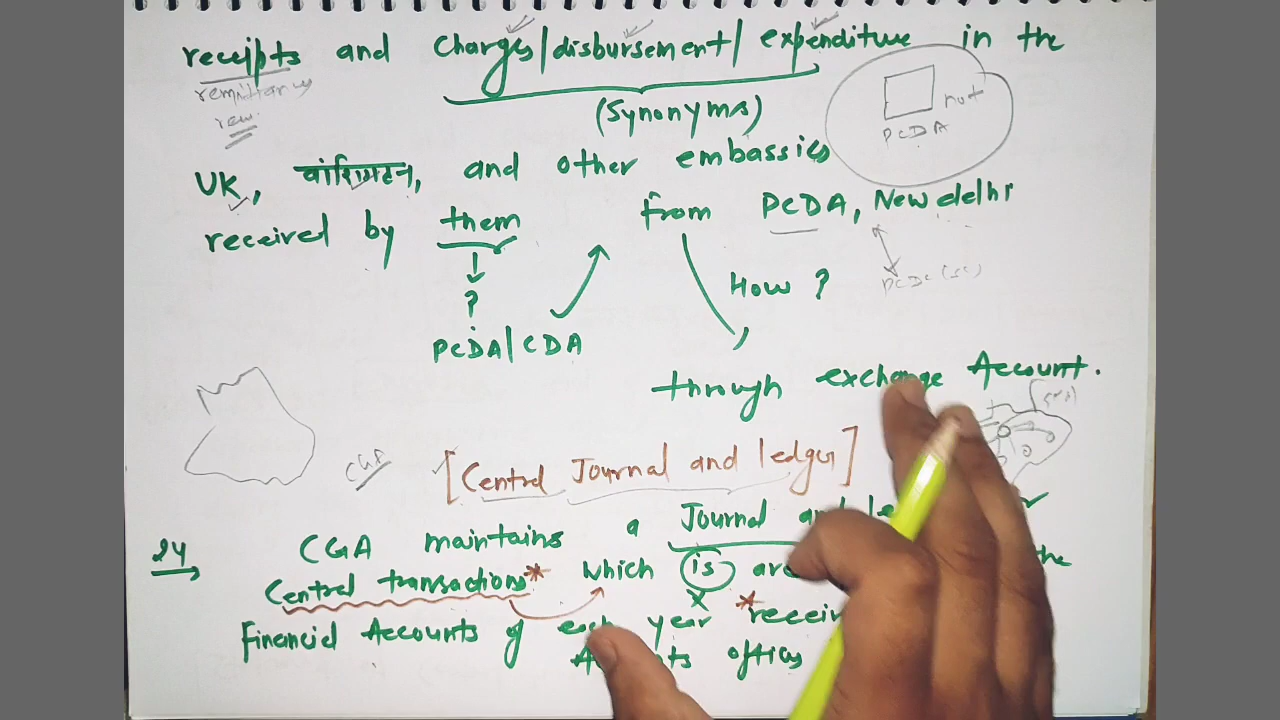 receipts and Charges/disbursement/expenditure in the
(Synonyms)
not
PCDA
UK, वाशिंगटन, and other embassies
received by them from PCDA, New delhi
?
How ?
PCDA/CDA
through exchange Account.
CGA
[Central Journal and ledger]
24
CGA maintains a Journal and
Central transactions* which is
x
Financial Accounts of each year *
offices